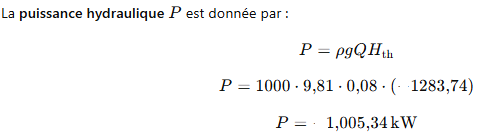 La puissance hydraulique P est donnée par :
P = ρgQH_th
P = 1000 · 9,81 · 0,08 · (· 1283,74)
P = · 1,005,34 kW